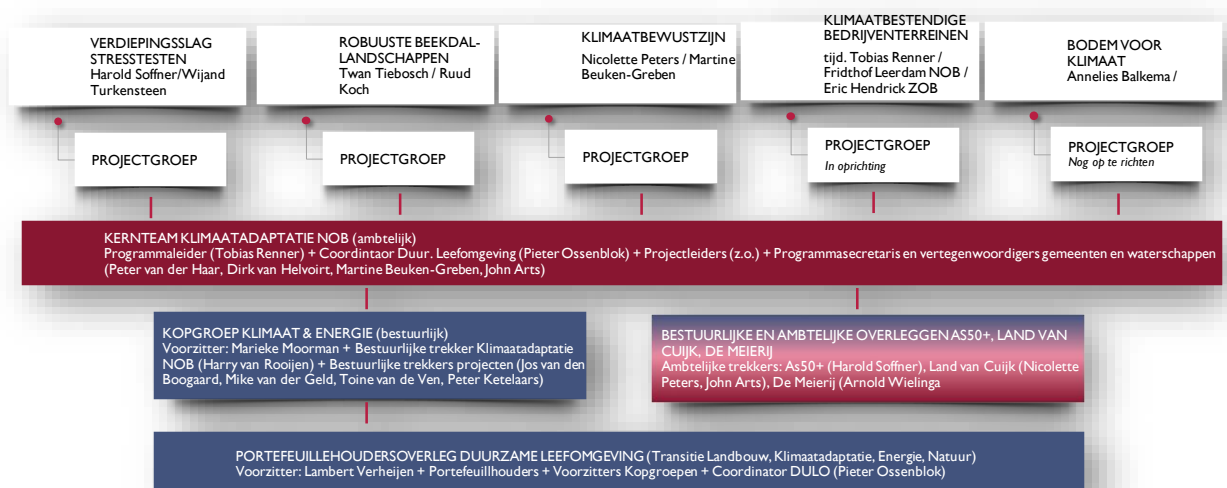 VERDIEPINGSSLAG
STRESSTESTEN
Harold Soffner/Wijand
Turkensteen
ROBUUSTE BEEKDAL-
LANDSCHAPPEN
Twan Tiebosch / Ruud
Koch
KLIMAATBEWUSTZIJN
Nicolette Peters / Martine
Beuken-Greben
KLIMAATBESTENDIGE
BEDRIJVENTERREINEN
tijd. Tobias Renner /
Fridthof Leerdam NOB /
Eric Hendrick ZOB
BODEM VOOR
KLIMAAT
Annelies Balkema /
PROJECTGROEP
PROJECTGROEP
PROJECTGROEP
PROJECTGROEP
In oprichting
PROJECTGROEP
Nog op te richten
KERNTEAM KLIMAATADAPTATIE NOB (ambtelijk)
Programmaleider (Tobias Renner) + Coordintaor Duur. Leefomgeving (Pieter Ossenblok) + Projectleiders (z.o.) + Programmasecretaris en vertegenwoordigers gemeenten en waterschappen
(Peter van der Haar, Dirk van Helvoirt, Martine Beuken-Greben, John Arts)
KOPGROEP KLIMAAT & ENERGIE (bestuurlijk)
Voorzitter: Marieke Moorman + Bestuurlijke trekker Klimaatadaptatie
NOB (Harry van Rooijen) + Bestuurlijke trekkers projecten (Jos van den
Boogaard, Mike van der Geld, Toine van de Ven, Peter Ketelaars)
BESTUURLIJKE EN AMBTELIJKE OVERLEGGEN AS50+, LAND VAN
CUIJK, DE MEIERIJ
Ambtelijke trekkers: As50+ (Harold Soffner), Land van Cuijk (Nicolette
Peters, John Arts), De Meierij (Arnold Wielinga
PORTEFEUILLEHOUDERSOVERLEG DUURZAME LEEFOMGEVING (Transitie Landbouw, Klimaatadaptatie, Energie, Natuur)
Voorzitter: Lambert Verheijen + Portefeuillhouders + Voorzitters Kopgroepen + Coordinator DULO (Pieter Ossenblok)